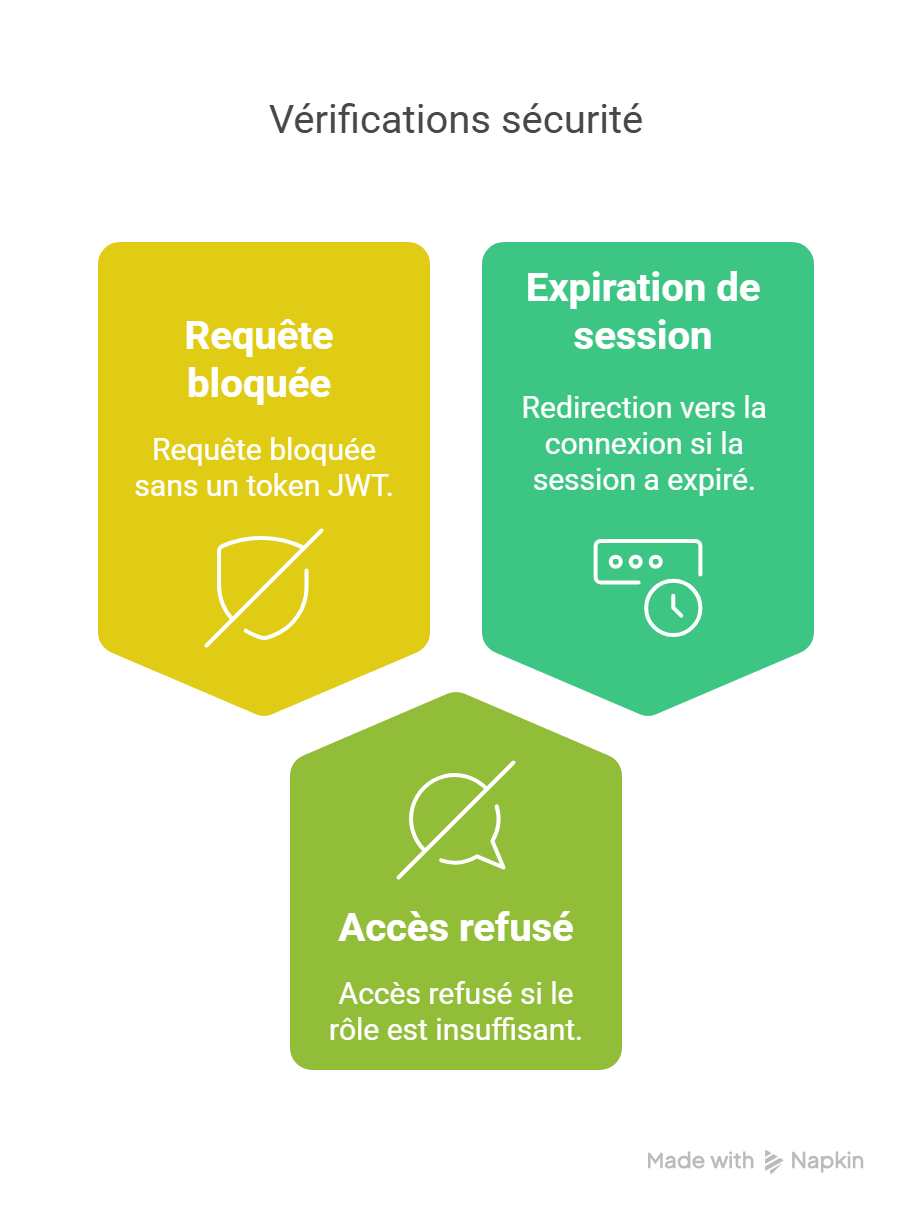 Vérifications sécurité
Requête
bloquée
Requête bloquée
sans un token JWT.
Expiration de
session
Redirection vers la
connexion si la
session a expiré.
Accès refusé
Accès refusé si le
rôle est insuffisant.
Made with Napkin